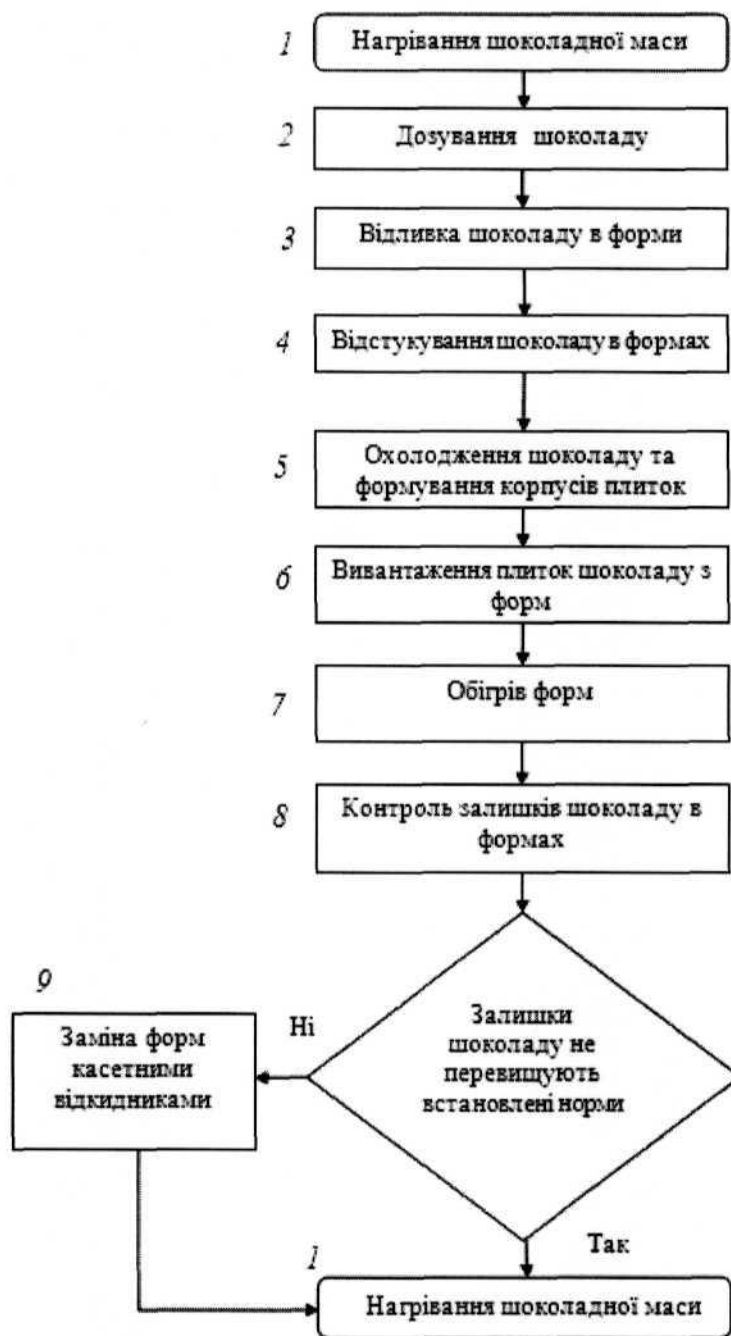 1
Нагрівання шоколадної маси
2
Дозування шоколаду
3
Відливка шоколаду в форми
4
Відстукування шоколаду в формах
5
Охолодження шоколаду та
формування корпусів плиток
6
Вивантаження плиток шоколаду з
форм
7
Обігрів форм
8
Контроль залишків шоколаду в
формах
9
Заміна форм
касетними
відкидниками
Ні
Залишки
шоколаду не
перевищують
встановлені норми
Так
1
Нагрівання шоколадної маси